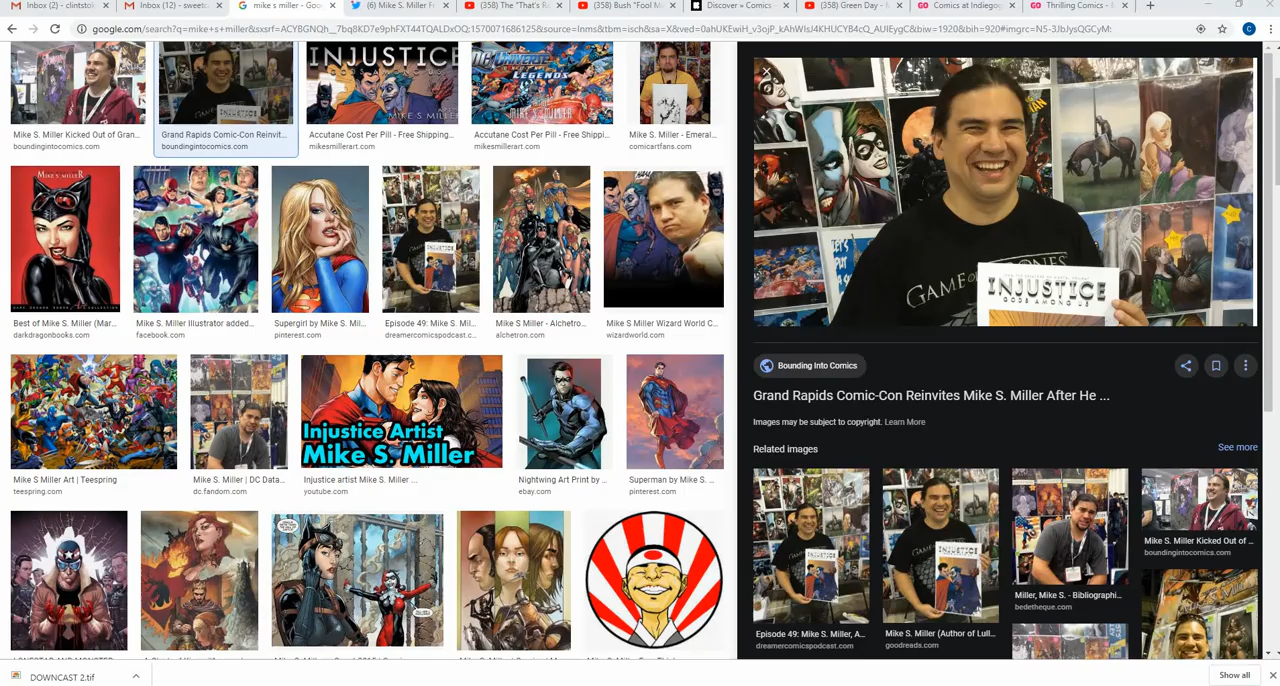 Inbox (2) - clintstok
Inbox (12) - sweetc
mike s miller - Goo
(6) Mike S. Miller F
(358) The "That's R
(358) Bush "Fool M
Discover » Comics
(358) Green Day -
Comics at Indiegog
Thrilling Comics -
google.com/search?q=mike+s+miller&sxsrf=ACYBGNQh__7bq8KD7e9phFXT44TQALDxOQ:1570071686125&source=lnms&tbm=isch&sa=X&ved=0ahUKEwiH_v3ojP_kAhWIsJ4KHUCYB4cQ_AUIEygC&biw=1920&bih=920#imgrc=N5-3JbJysQGCyM:
INJUSTICE
GODS AMONG US
MIKE S MILLER
DC UNIVERSE
LEGENDS
MIKE S MILLER
Mike S. Miller Kicked Out of Gran...
boundingintocomics.com
Grand Rapids Comic-Con Reinvit...
boundingintocomics.com
Accutane Cost Per Pill - Free Shipping...
mikesmillerart.com
Accutane Cost Per Pill - Free Shippi...
mikesmillerart.com
Mike S. Miller - Emeral...
comicartfans.com
MIKE S. MILLER
Best of Mike S. Miller (Mar...
darkdragonbooks.com
Mike S. Miller Illustrator added...
facebook.com
Supergirl by Mike S. Mil...
pinterest.com
Episode 49: Mike S. Mil...
dreamercomicspodcast.c...
Mike S Miller - Alchetro...
alchetron.com
Mike S Miller Wizard World C...
wizardworld.com
Injustice Artist
Mike S. Miller
Mike S Miller Art | Teespring
teespring.com
Mike S. Miller | DC Data...
dc.fandom.com
Injustice artist Mike S. Miller ...
youtube.com
Nightwing Art Print by ...
ebay.com
Superman by Mike S. ...
pinterest.com
GAME OF THRONES
INJUSTICE
GODS AMONG US
Bounding Into Comics
Grand Rapids Comic-Con Reinvites Mike S. Miller After He ...
Images may be subject to copyright. Learn More
Related images
See more
Episode 49: Mike S. Miller, A...
dreamercomicspodcast.com
Mike S. Miller (Author of Lull...
goodreads.com
Miller, Mike S. - Bibliographi...
bedetheque.com
Mike S. Miller Kicked Out of ...
boundingintocomics.com
DOWNCAST 2.tif
Show all